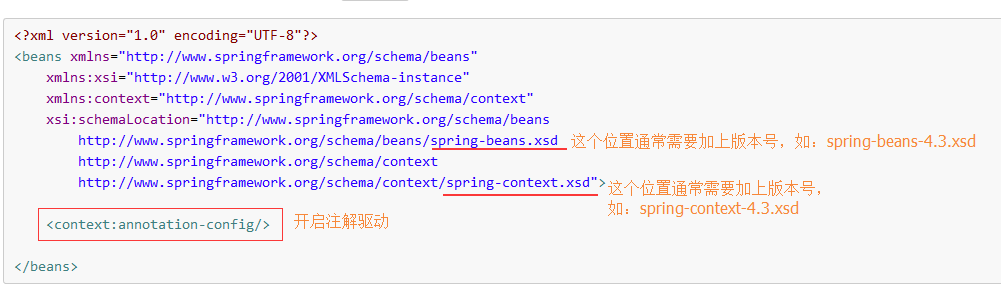 <?xml version="1.0" encoding="UTF-8"?>
<beans xmlns="http://www.springframework.org/schema/beans"
xmlns:xsi="http://www.w3.org/2001/XMLSchema-instance"
xmlns:context="http://www.springframework.org/schema/context"
xsi:schemaLocation="http://www.springframework.org/schema/beans
http://www.springframework.org/schema/beans/spring-beans.xsd 这个位置通常需要加上版本号，如：spring-beans-4.3.xsd
http://www.springframework.org/schema/context
http://www.springframework.org/schema/context/spring-context.xsd"> 这个位置通常需要加上版本号，
如：spring-context-4.3.xsd
<context:annotation-config/> 开启注解驱动
</beans>